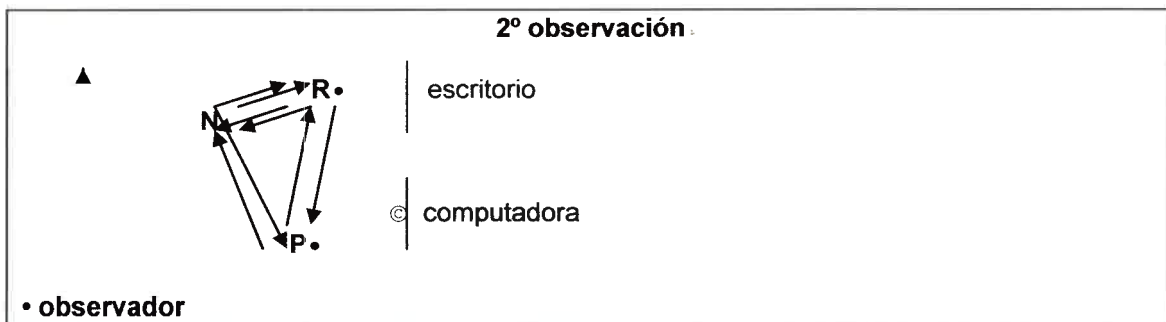 2º observación
R •
escritorio
N
© computadora
P •
• observador